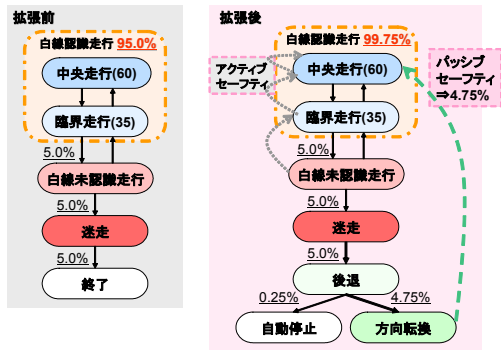 拡張前
白線認識走行 95.0%
中央走行(60)
臨界走行(35)
5.0%
白線未認識走行
5.0%
迷走
5.0%
終了
拡張後
白線認識走行 99.75%
中央走行(60)
アクティブ
セーフティ
臨界走行(35)
5.0%
白線未認識走行
5.0%
迷走
5.0%
後退
0.25%
4.75%
自動停止
方向転換
パッシブ
セーフティ
⇒4.75%